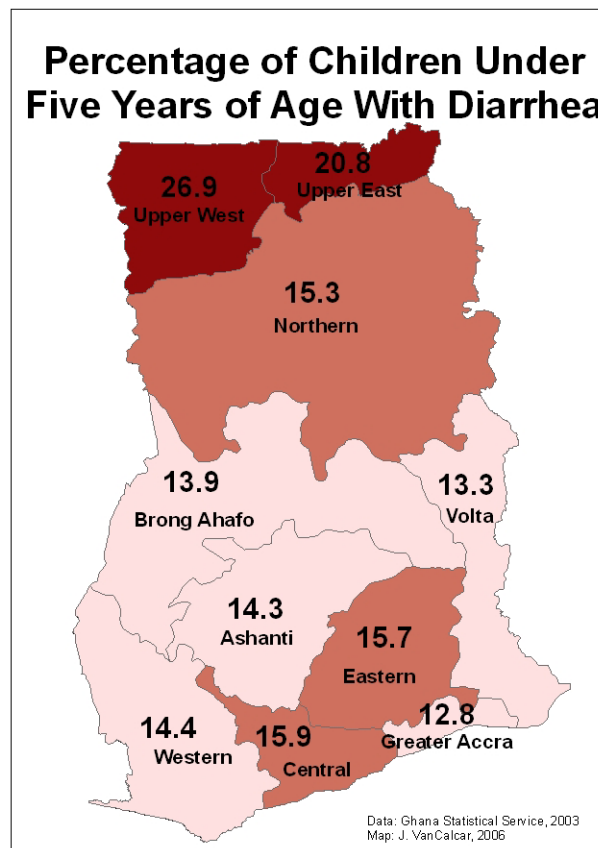 Percentage of Children Under
Five Years of Age With Diarrhea
26.9
Upper West
20.8
Upper East
15.3
Northern
13.9
Brong Ahafo
13.3
Volta
14.3
Ashanti
15.7
Eastern
14.4
Western
15.9
Central
12.8
Greater Accra
Data: Ghana Statistical Service, 2003
Map: J. VanCalcar, 2006